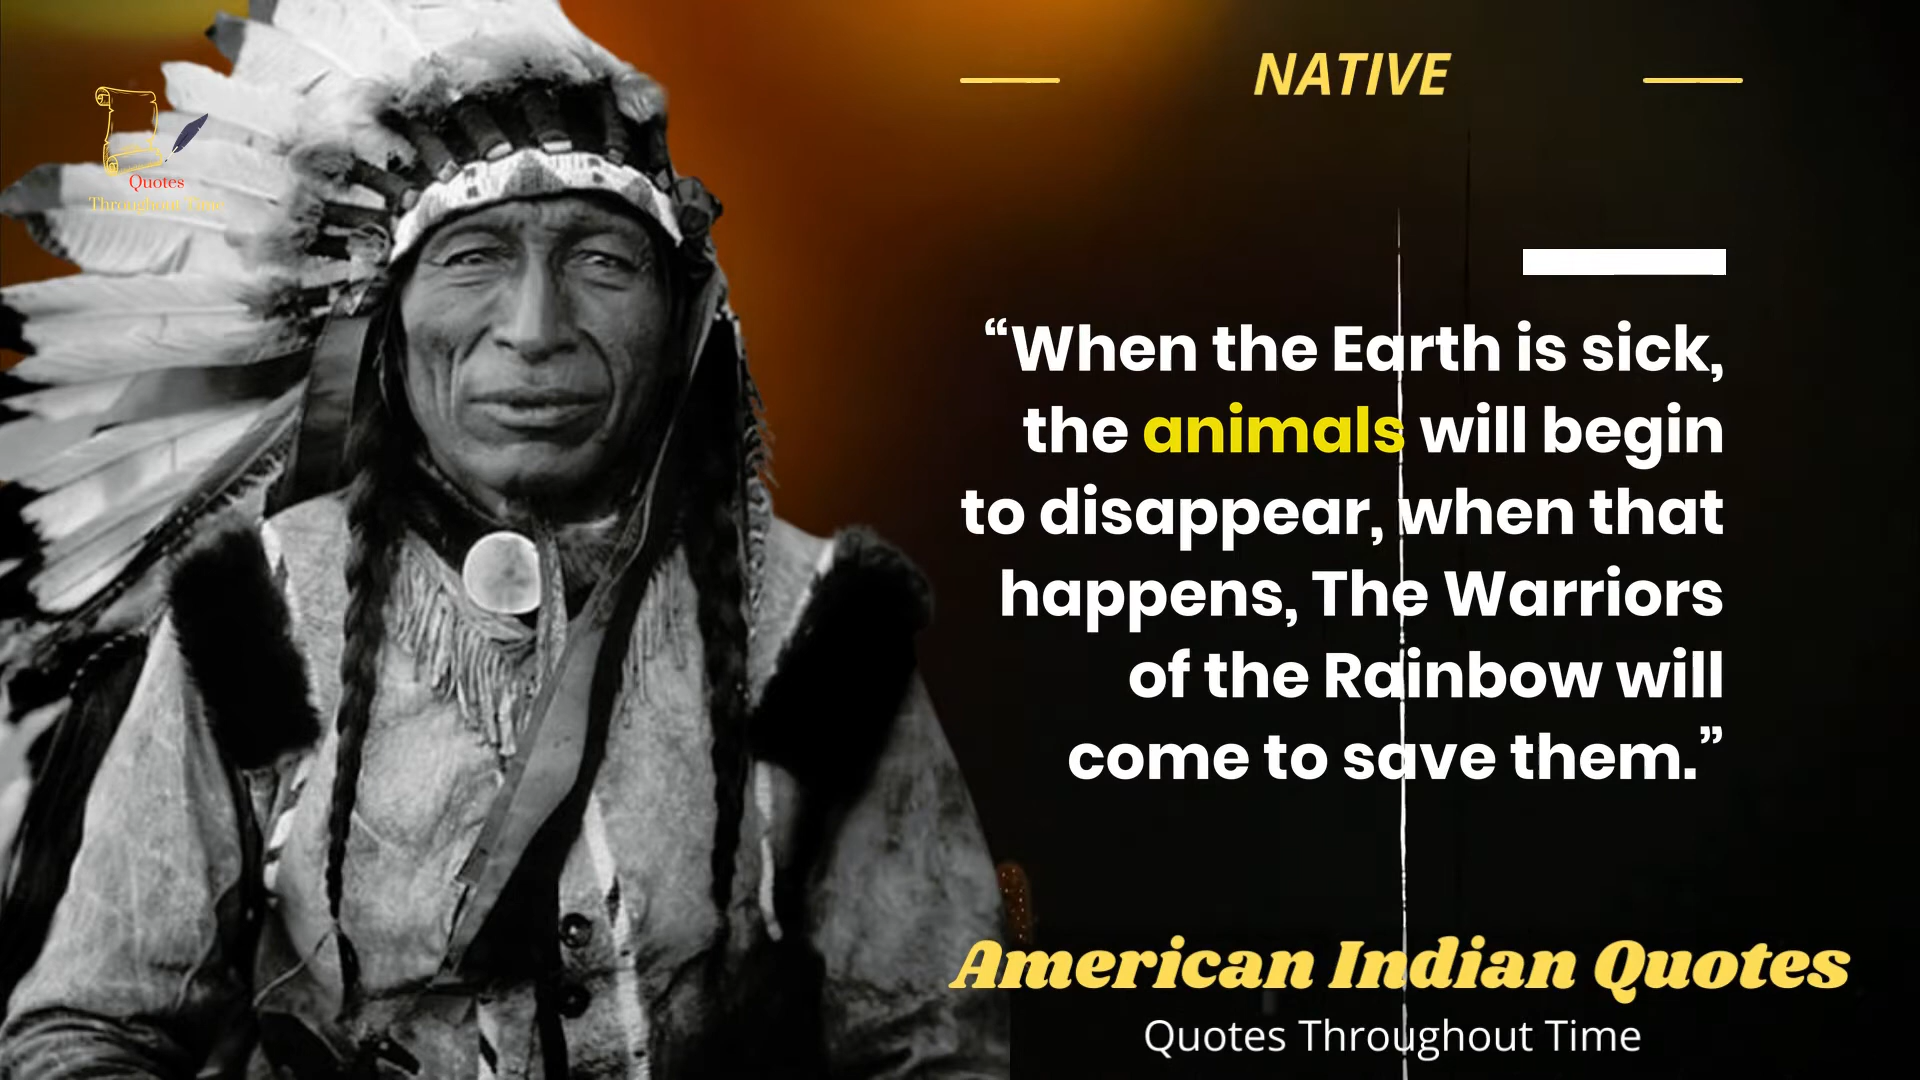 Quotes
Throughout Time
NATIVE
“When the Earth is sick,
the animals will begin
to disappear, when that
happens, The Warriors
of the Rainbow will
come to save them.”
American Indian Quotes
Quotes Throughout Time